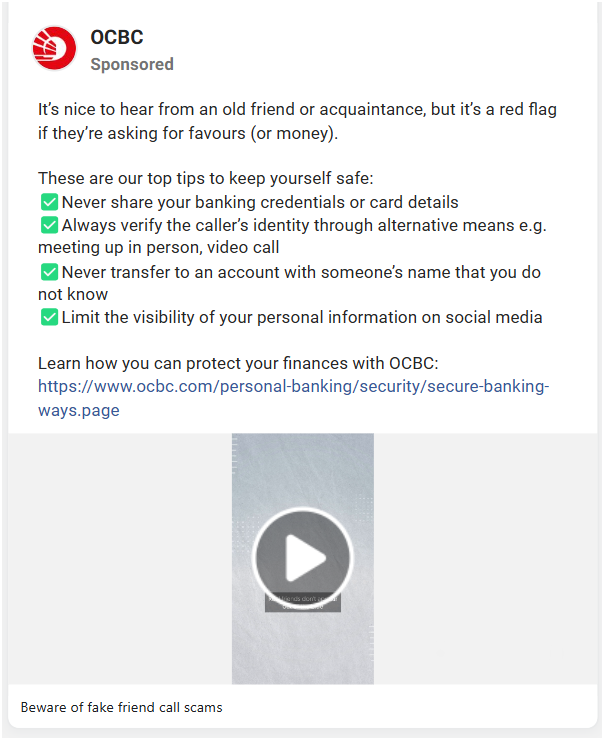 OCBC
Sponsored
It’s nice to hear from an old friend or acquaintance, but it’s a red flag
if they’re asking for favours (or money).
These are our top tips to keep yourself safe:
✅Never share your banking credentials or card details
✅Always verify the caller’s identity through alternative means e.g.
meeting up in person, video call
✅Never transfer to an account with someone’s name that you do
not know
✅Limit the visibility of your personal information on social media
Learn how you can protect your finances with OCBC:
https://www.ocbc.com/personal-banking/security/secure-banking-
ways.page
friends don't
Beware of fake friend call scams